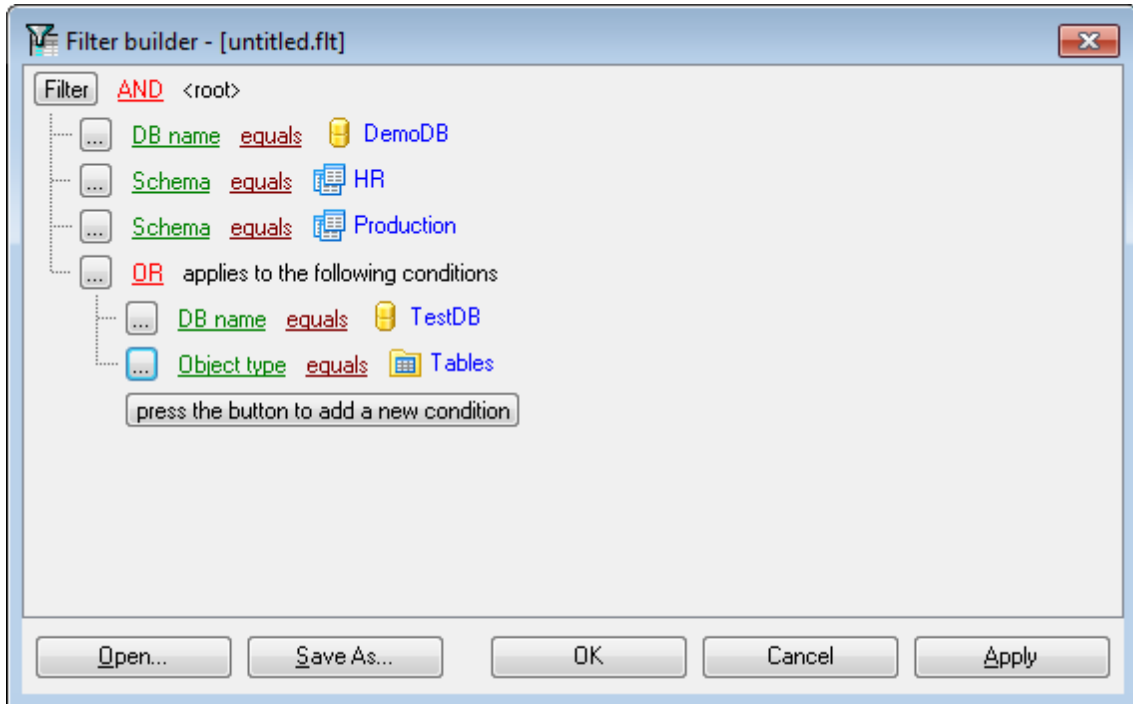 Filter builder - [untitled.flt]
Filter AND <root>
... DB name equals DemoDB
... Schema equals HR
... Schema equals Production
... OR applies to the following conditions
... DB name equals TestDB
... Object type equals Tables
press the button to add a new condition
Open... Save As... OK Cancel Apply